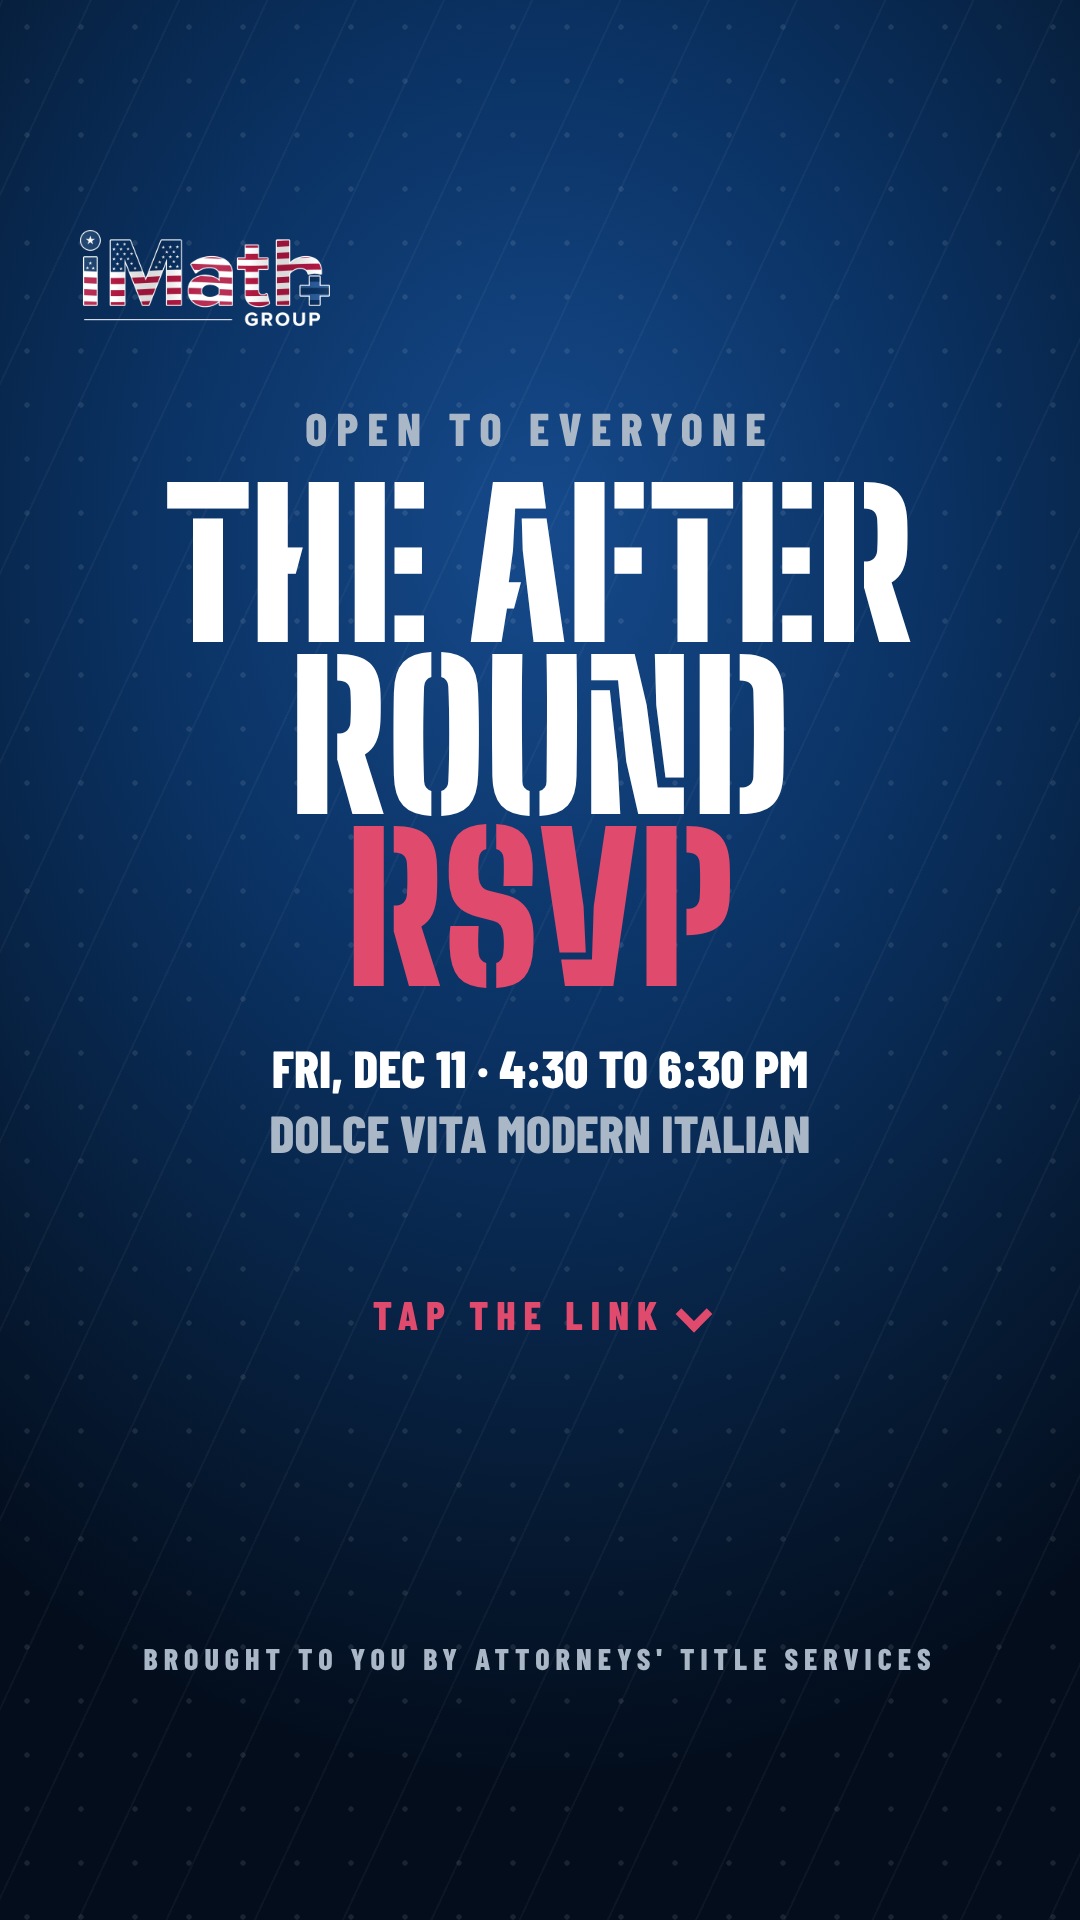 iMath+
GROUP
OPEN TO EVERYONE
THE AFTER
ROUND
RSVP
FRI, DEC 11 · 4:30 TO 6:30 PM
DOLCE VITA MODERN ITALIAN
TAP THE LINK
BROUGHT TO YOU BY ATTORNEYS' TITLE SERVICES